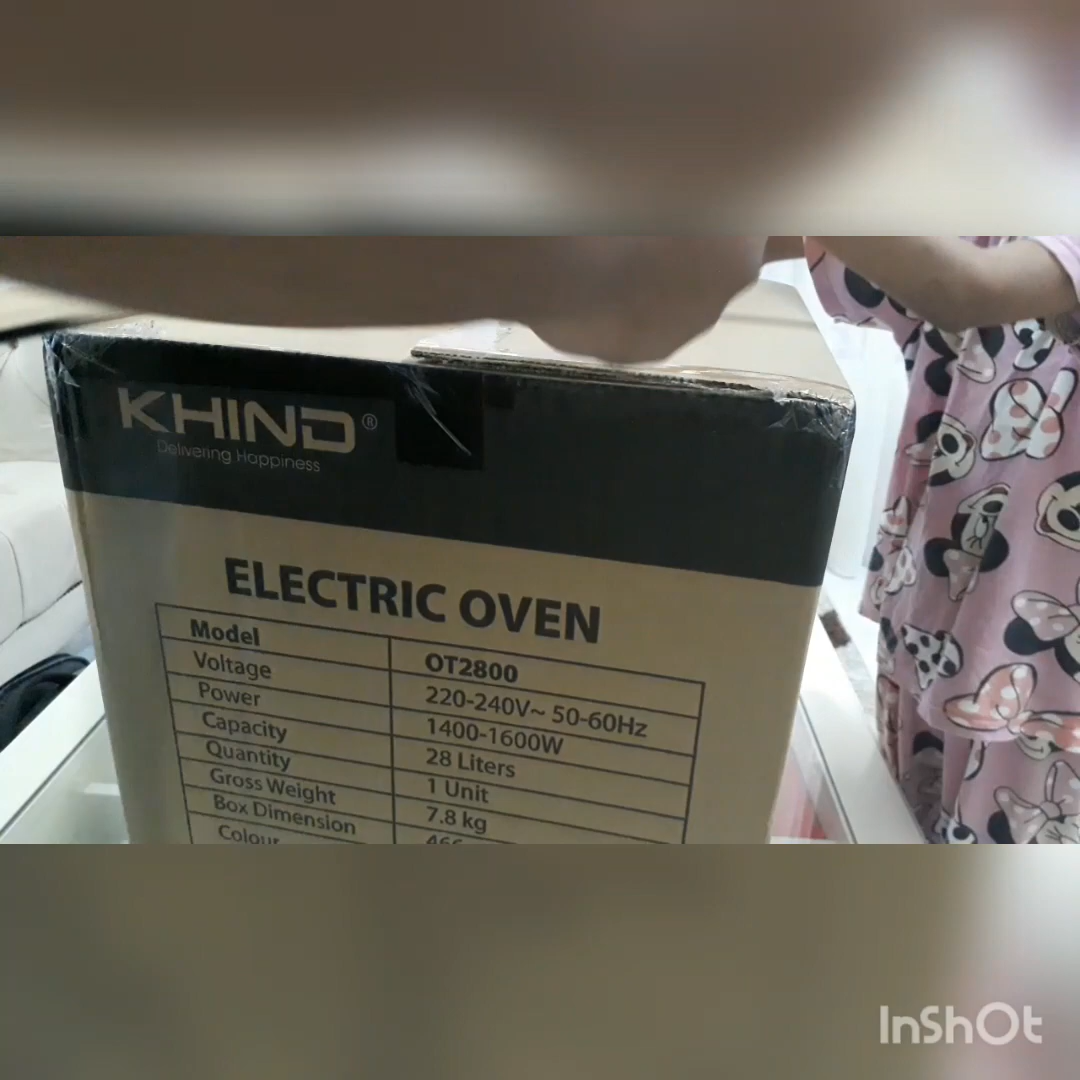 KHIND®
Delivering Happiness
ELECTRIC OVEN
Model OT2800
Voltage 220-240V~ 50-60Hz
Power 1400-1600W
Capacity 28 Liters
Quantity 1 Unit
Gross Weight 7.8 kg
Box Dimension
Colour
InShOt